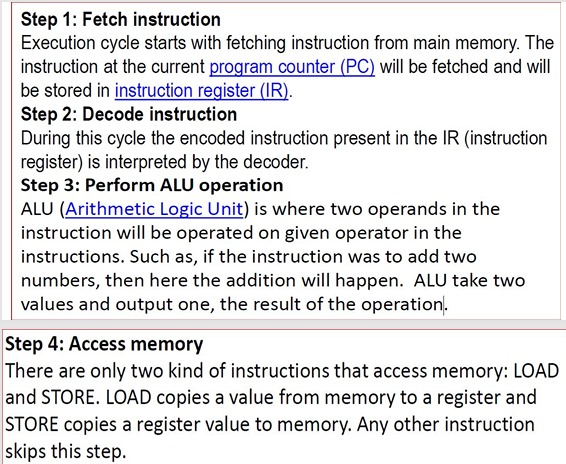 Step 1: Fetch instruction
Execution cycle starts with fetching instruction from main memory. The
instruction at the current program counter (PC) will be fetched and will
be stored in instruction register (IR).
Step 2: Decode instruction
During this cycle the encoded instruction present in the IR (instruction
register) is interpreted by the decoder.
Step 3: Perform ALU operation
ALU (Arithmetic Logic Unit) is where two operands in the
instruction will be operated on given operator in the
instructions. Such as, if the instruction was to add two
numbers, then here the addition will happen. ALU take two
values and output one, the result of the operation.
Step 4: Access memory
There are only two kind of instructions that access memory: LOAD
and STORE. LOAD copies a value from memory to a register and
STORE copies a register value to memory. Any other instruction
skips this step.